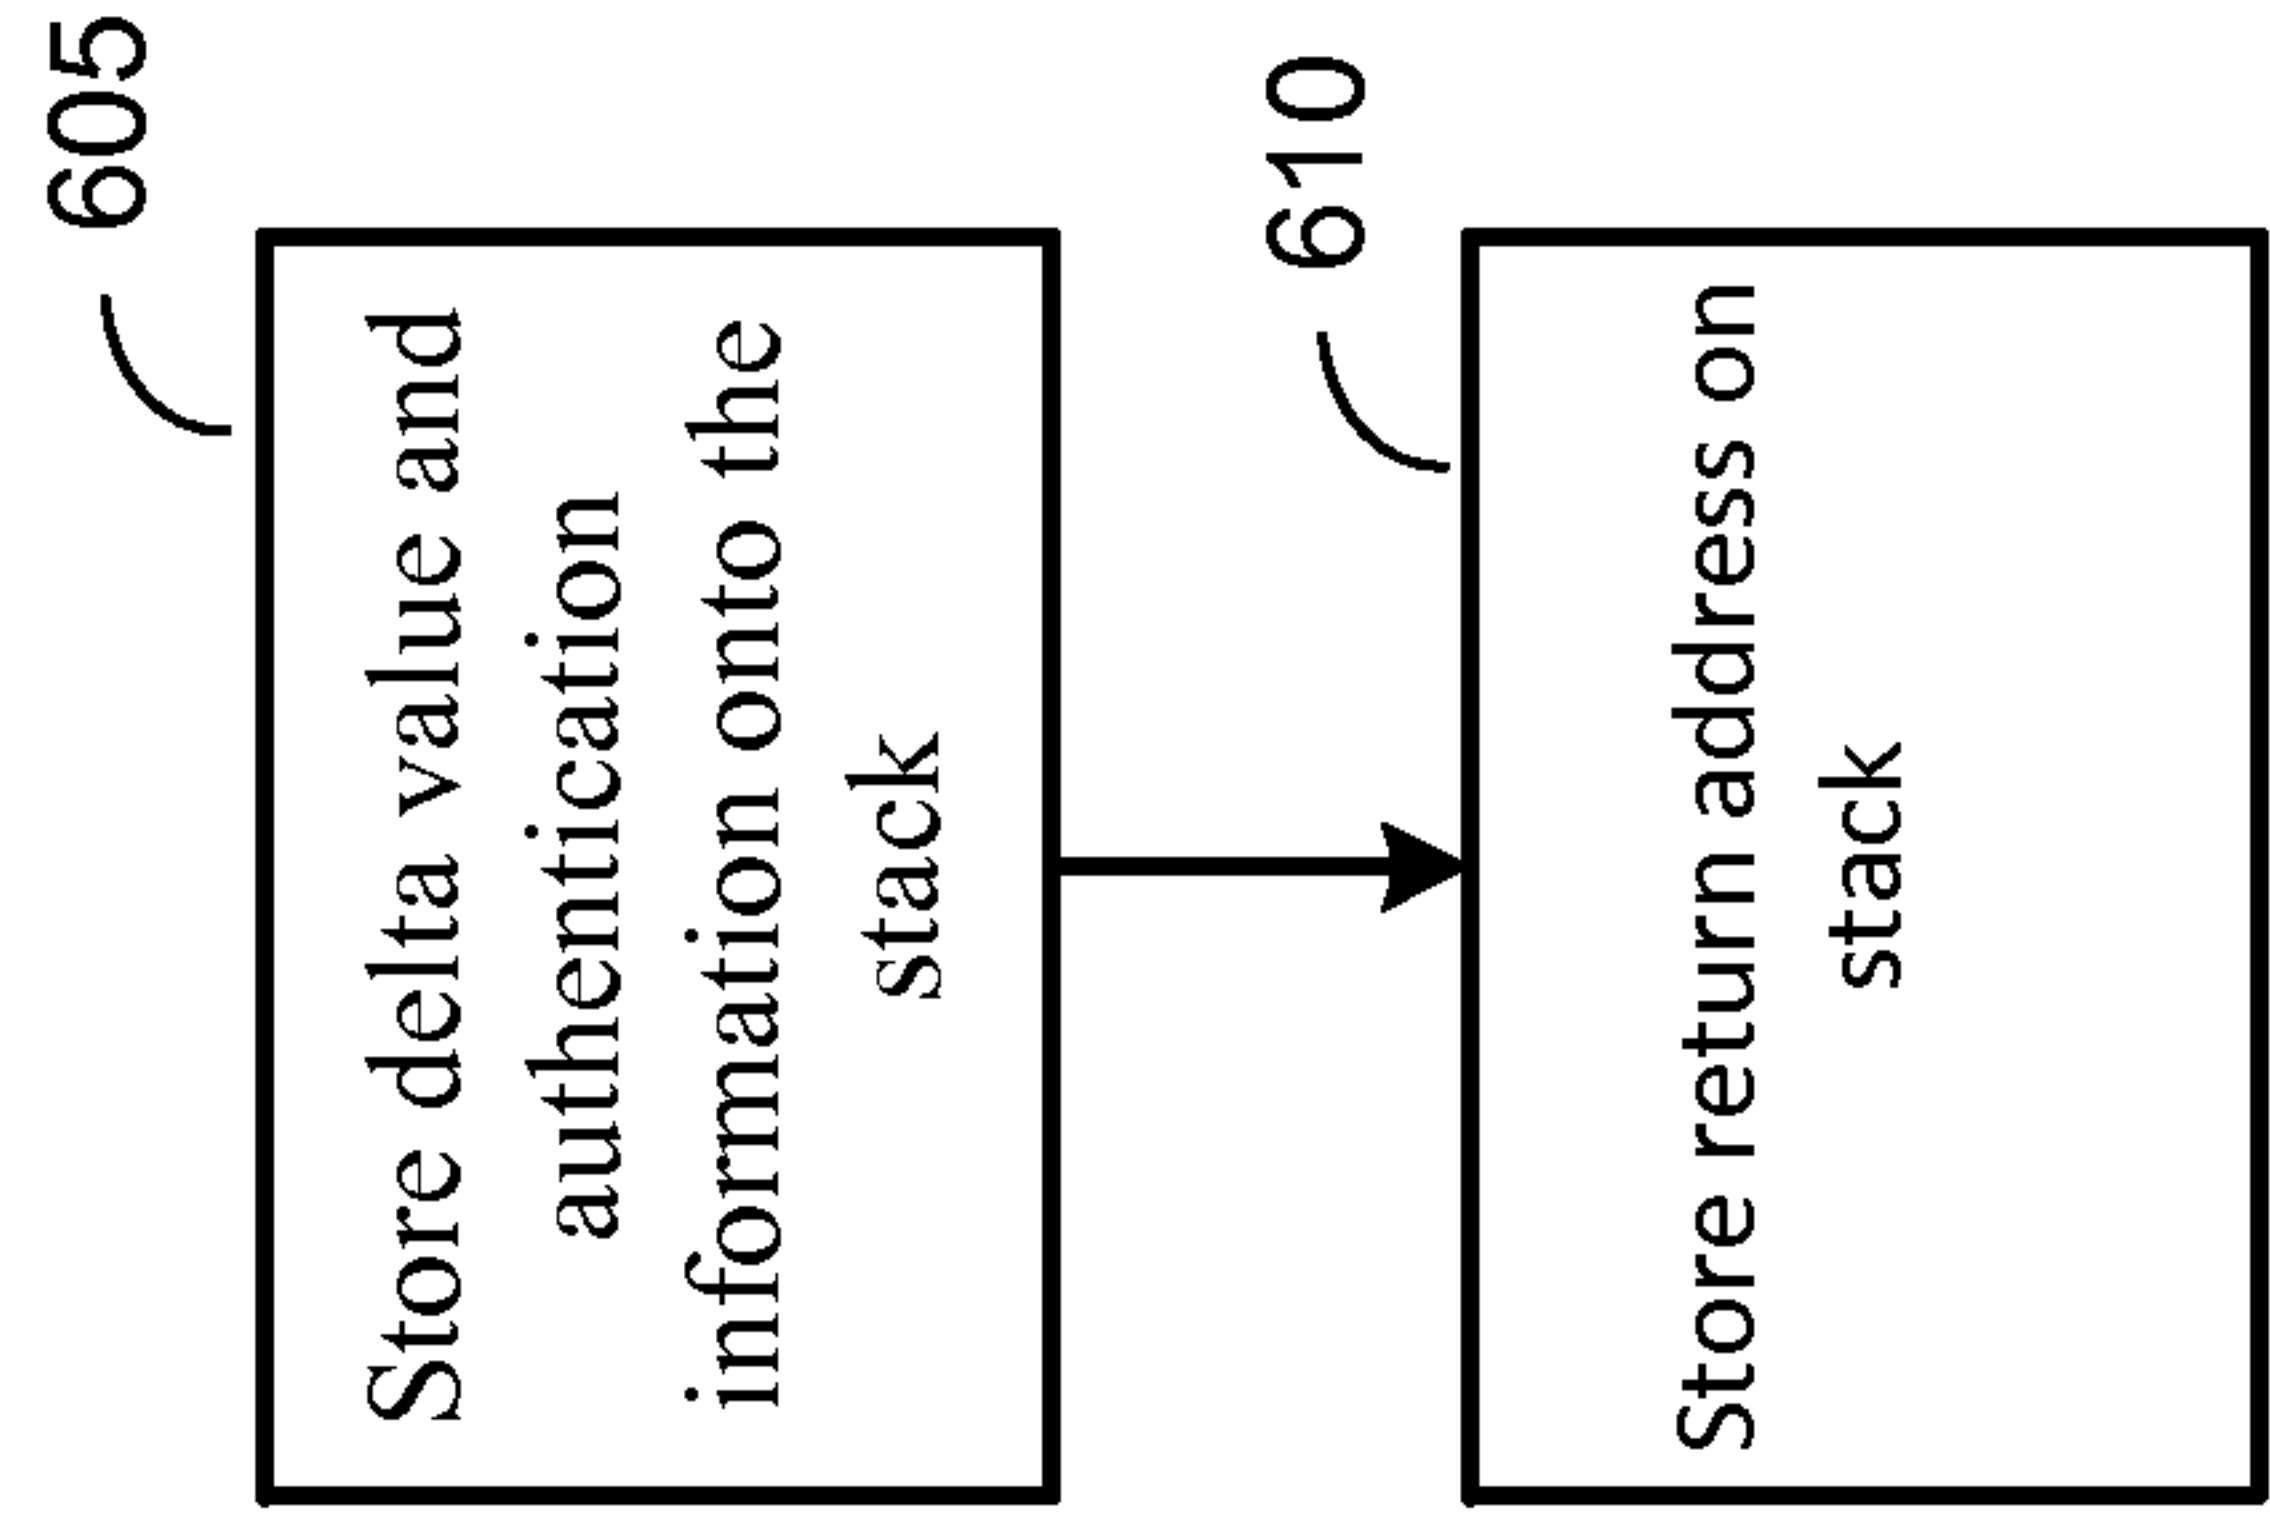 605
Store delta value and
authentication
information onto the
stack
610
Store return address on
stack